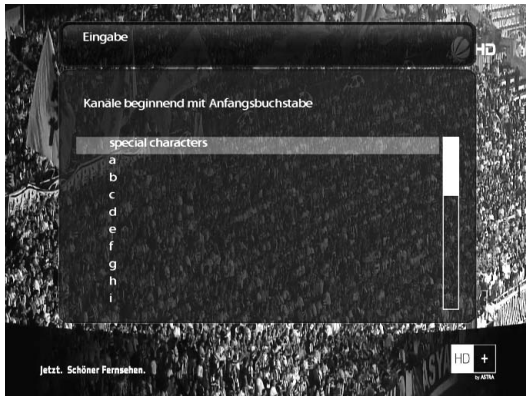 Eingabe
HD
Kanäle beginnend mit Anfangsbuchstabe
special characters
a
b
c
d
e
f
g
h
i
Jetzt. Schöner Fernsehen.
HD +
by ASTRA